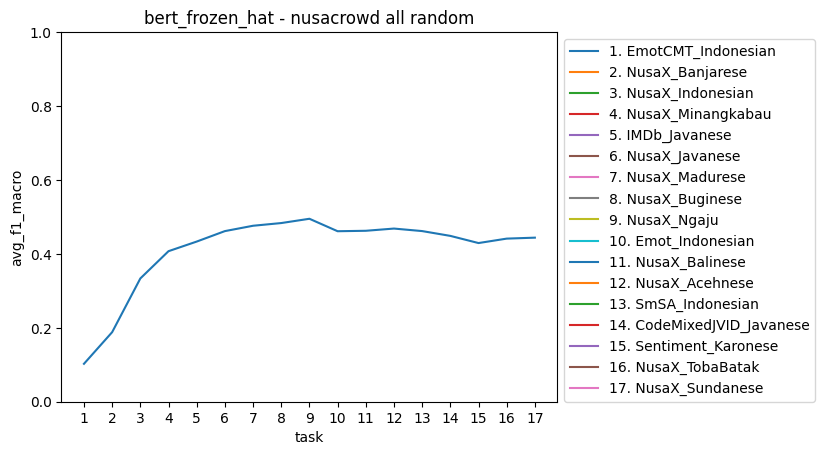 bert_frozen_hat - nusacrowd all random
1.0
0.8
0.6
0.4
0.2
0.0
avg_f1_macro
1 2 3 4 5 6 7 8 9 10 11 12 13 14 15 16 17
task
1. EmotCMT_Indonesian
2. NusaX_Banjarese
3. NusaX_Indonesian
4. NusaX_Minangkabau
5. IMDb_Javanese
6. NusaX_Javanese
7. NusaX_Madurese
8. NusaX_Buginese
9. NusaX_Ngaju
10. Emot_Indonesian
11. NusaX_Balinese
12. NusaX_Acehnese
13. SmSA_Indonesian
14. CodeMixedJVID_Javanese
15. Sentiment_Karonese
16. NusaX_TobaBatak
17. NusaX_Sundanese